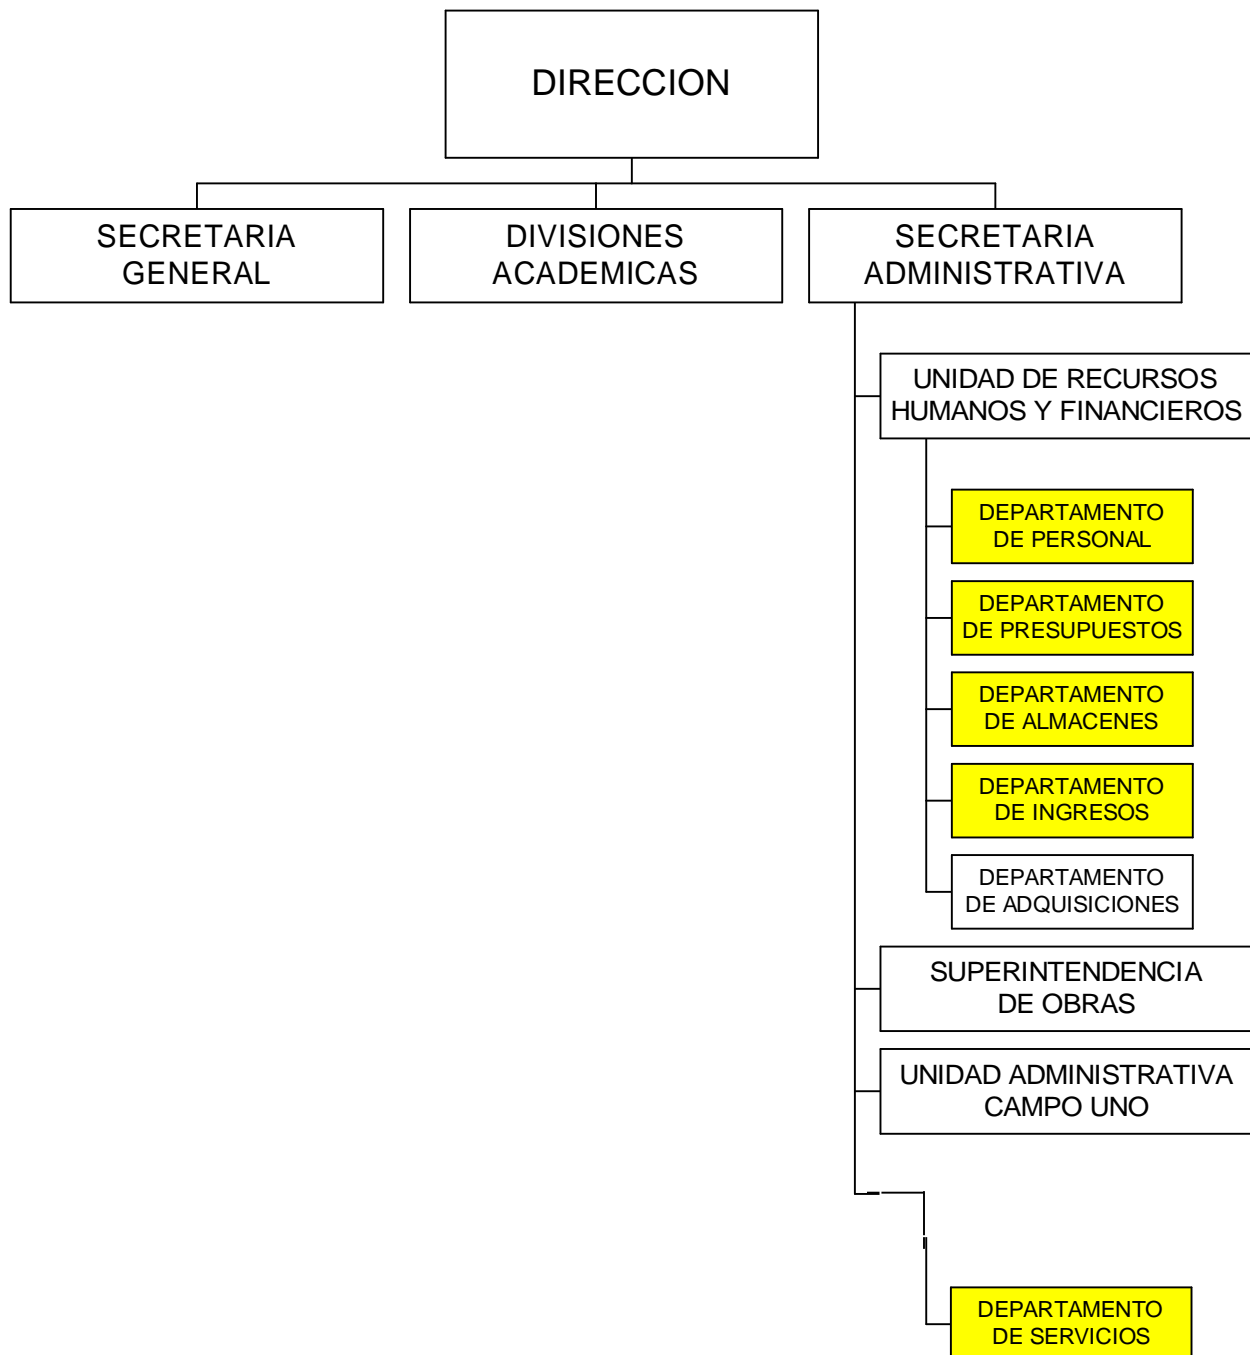 DIRECCION
SECRETARIA
GENERAL
DIVISIONES
ACADEMICAS
SECRETARIA
ADMINISTRATIVA
UNIDAD DE RECURSOS
HUMANOS Y FINANCIEROS
DEPARTAMENTO
DE PERSONAL
DEPARTAMENTO
DE PRESUPUESTOS
DEPARTAMENTO
DE ALMACENES
DEPARTAMENTO
DE INGRESOS
DEPARTAMENTO
DE ADQUISICIONES
SUPERINTENDENCIA
DE OBRAS
UNIDAD ADMINISTRATIVA
CAMPO UNO
DEPARTAMENTO
DE SERVICIOS